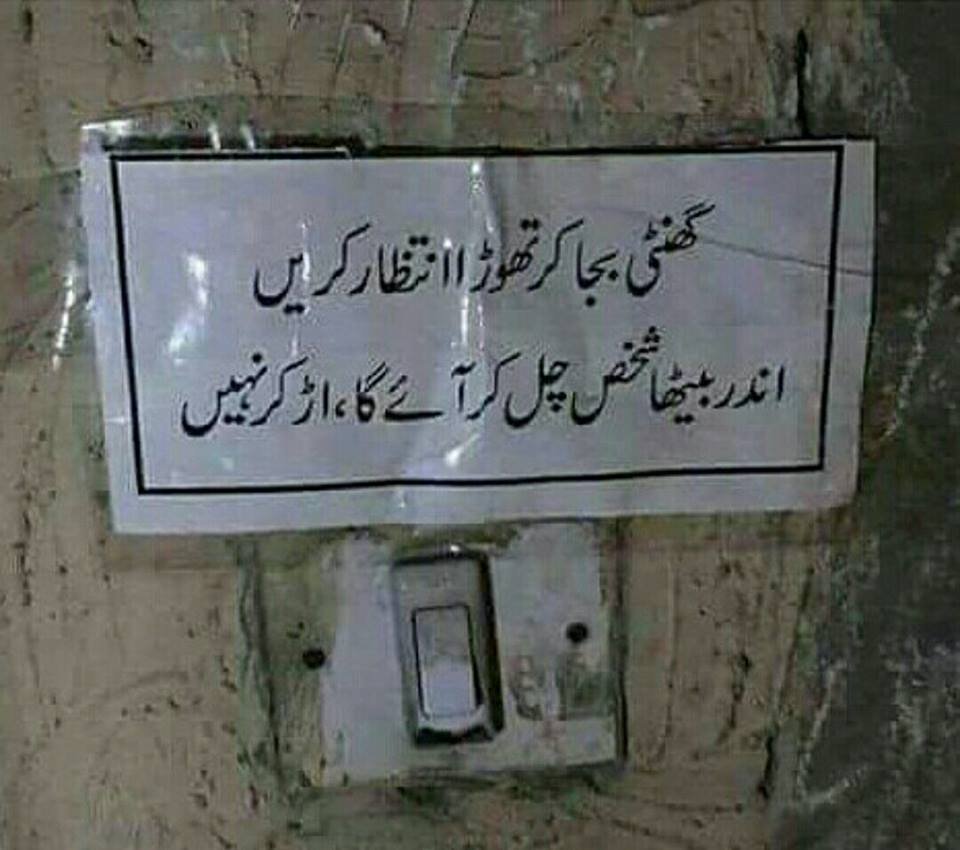 گھنٹی بجا کر تھوڑا انتظار کریں
اندر بیٹھا شخص چل کر آئے گا، اڑ کر نہیں